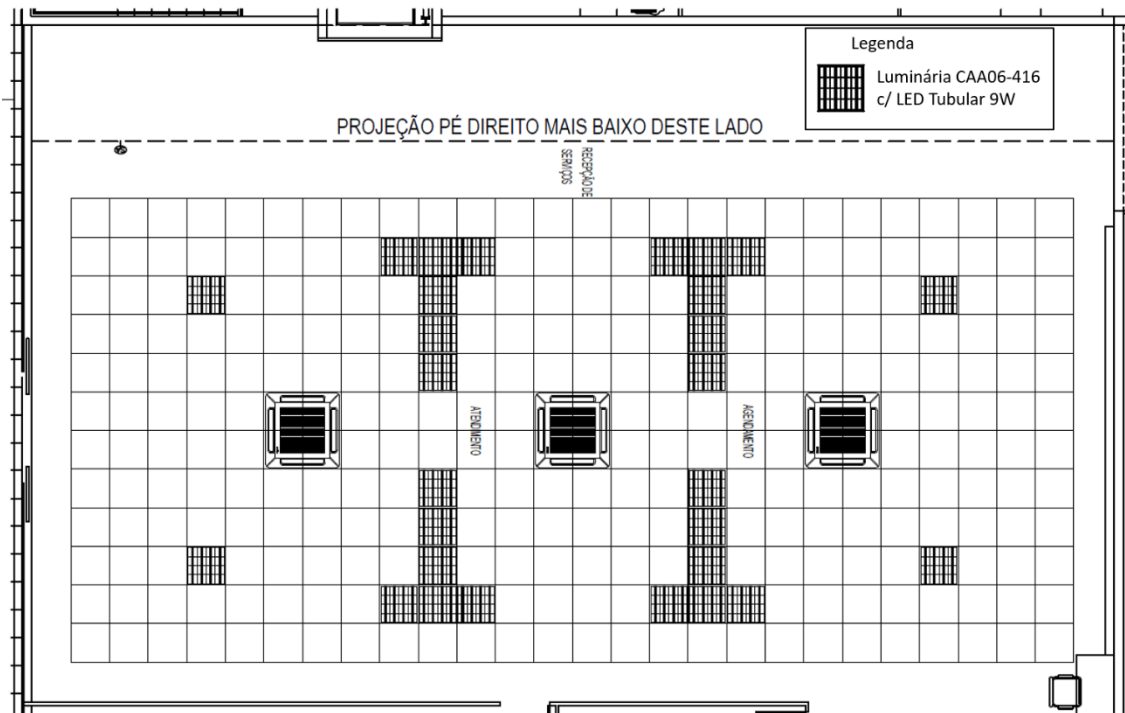 Legenda
Luminária CAA06-416
c/ LED Tubular 9W
PROJEÇÃO PÉ DIREITO MAIS BAIXO DESTE LADO
RECEPÇÃO DE
SERVIÇOS
ATENDIMENTO
AGENDAMENTO